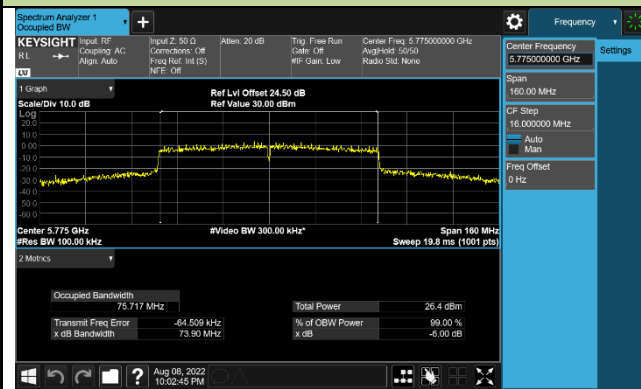 Spectrum Analyzer 1
Occupied BW
Frequency
KEYSIGHT
RL
LXI
Input: RF
Coupling: AC
Align: Auto
Input Z: 50 Ω
Corrections: Off
Freq Ref: Int (S)
NFE: Off
Atten: 20 dB
Trig: Free Run
Gate: Off
#IF Gain: Low
Center Freq: 5.775000000 GHz
Avg|Hold: 50/50
Radio Std: None
Center Frequency
5.775000000 GHz
Settings
Span
160.00 MHz
CF Step
16.000000 MHz
Auto
Man
Freq Offset
0 Hz
1 Graph
Scale/Div 10.0 dB
Ref Lvl Offset 24.50 dB
Ref Value 30.00 dBm
Log
20.0
10.0
0.00
-10.0
-20.0
-30.0
-40.0
-50.0
-60.0
Center 5.775 GHz
#Res BW 100.00 kHz
#Video BW 300.00 kHz*
Span 160 MHz
Sweep 19.8 ms (1001 pts)
2 Metrics
Occupied Bandwidth
75.717 MHz
Total Power
26.4 dBm
Transmit Freq Error
-64.509 kHz
% of OBW Power
99.00 %
x dB Bandwidth
73.90 MHz
x dB
-6.00 dB
?
Aug 08, 2022
10:02:45 PM